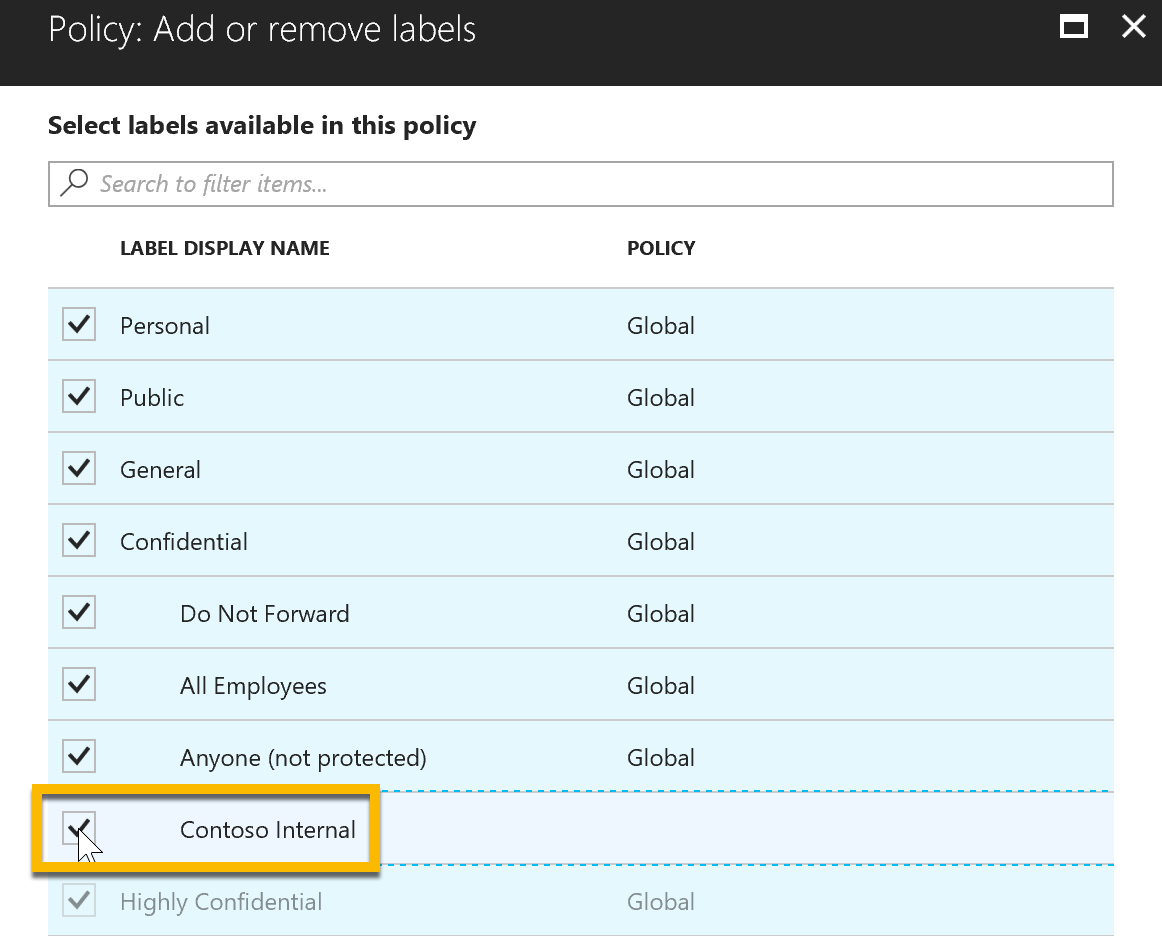 Policy: Add or remove labels
Select labels available in this policy
Search to filter items...
LABEL DISPLAY NAME POLICY
Personal Global
Public Global
General Global
Confidential Global
Do Not Forward Global
All Employees Global
Anyone (not protected) Global
Contoso Internal
Highly Confidential Global